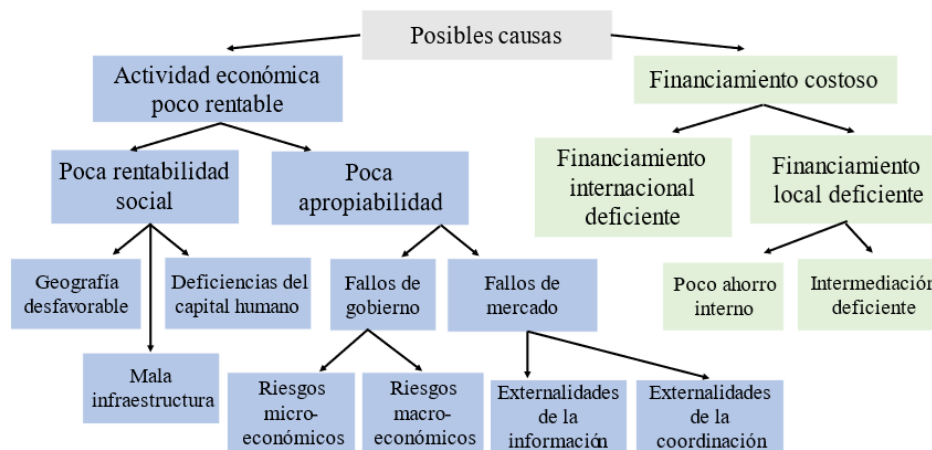 Posibles causas
Actividad económica
poco rentable
Financiamiento costoso
Poca rentabilidad
social
Poca
apropiabilidad
Financiamiento
internacional
deficiente
Financiamiento
local deficiente
Geografía
desfavorable
Deficiencias del
capital humano
Fallos de
gobierno
Fallos de
mercado
Poco ahorro
interno
Intermediación
deficiente
Mala
infraestructura
Riesgos
micro-
económicos
Riesgos
macro-
económicos
Externalidades
de la
información
Externalidades
de la
coordinación